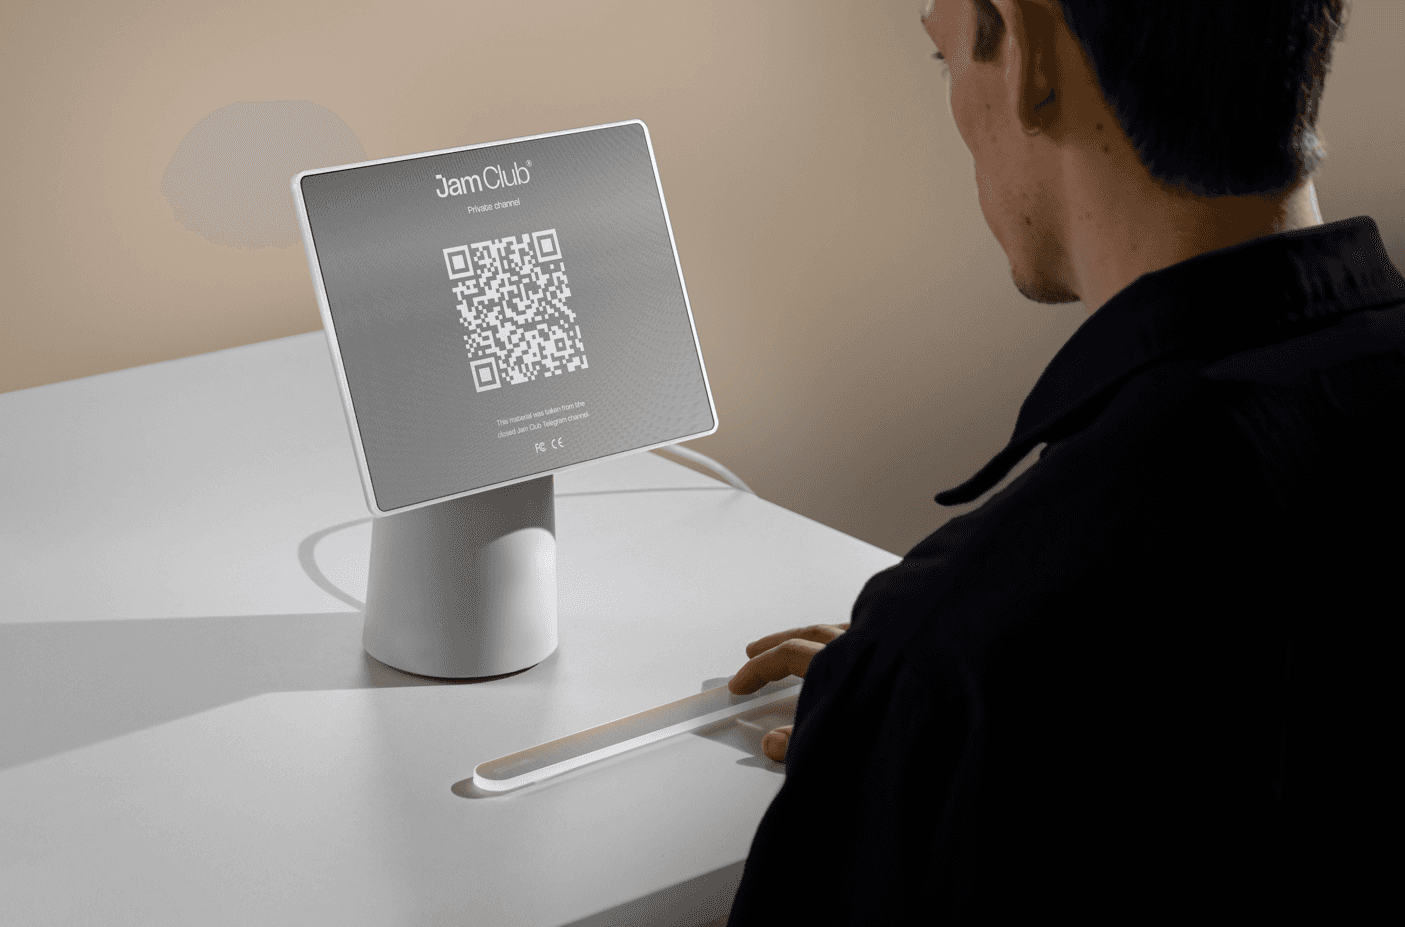 Jam Club®
Private channel
This material was taken from the
closed Jam Club Telegram channel
FC CE